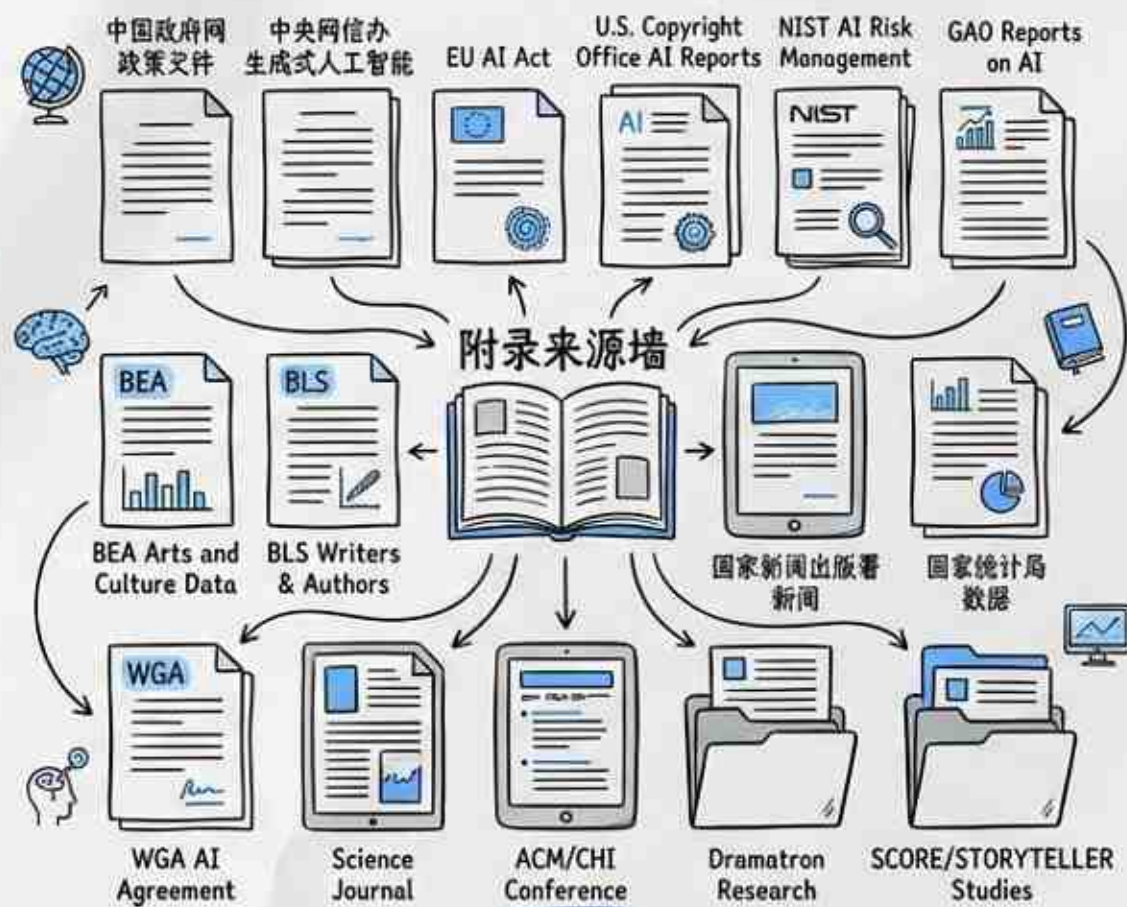 中国政府网
政策文件
中央网信办
生成式人工智能
EU AI Act
U.S. Copyright
Office AI Reports
NIST AI Risk
Management
GAO Reports
on AI
AI
NIST
附录来源墙
BEA
BLS
BEA Arts and
Culture Data
BLS Writers
& Authors
国家新闻出版署
新闻
国家统计局
数据
WGA
WGA AI
Agreement
Science
Journal
ACM/CHI
Conference
Dramatron
Research
SCORE/STORYTELLER
Studies